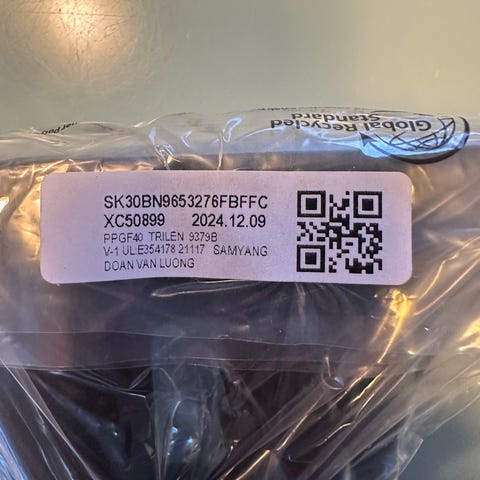 Global Recycled
Standard
SK30BN9653276FBFFC
XC50899 2024.12.09
PPGF40 TRILEN 9379B
V-1 UL:E354178 21117 SAMYANG
DOAN VAN LUONG